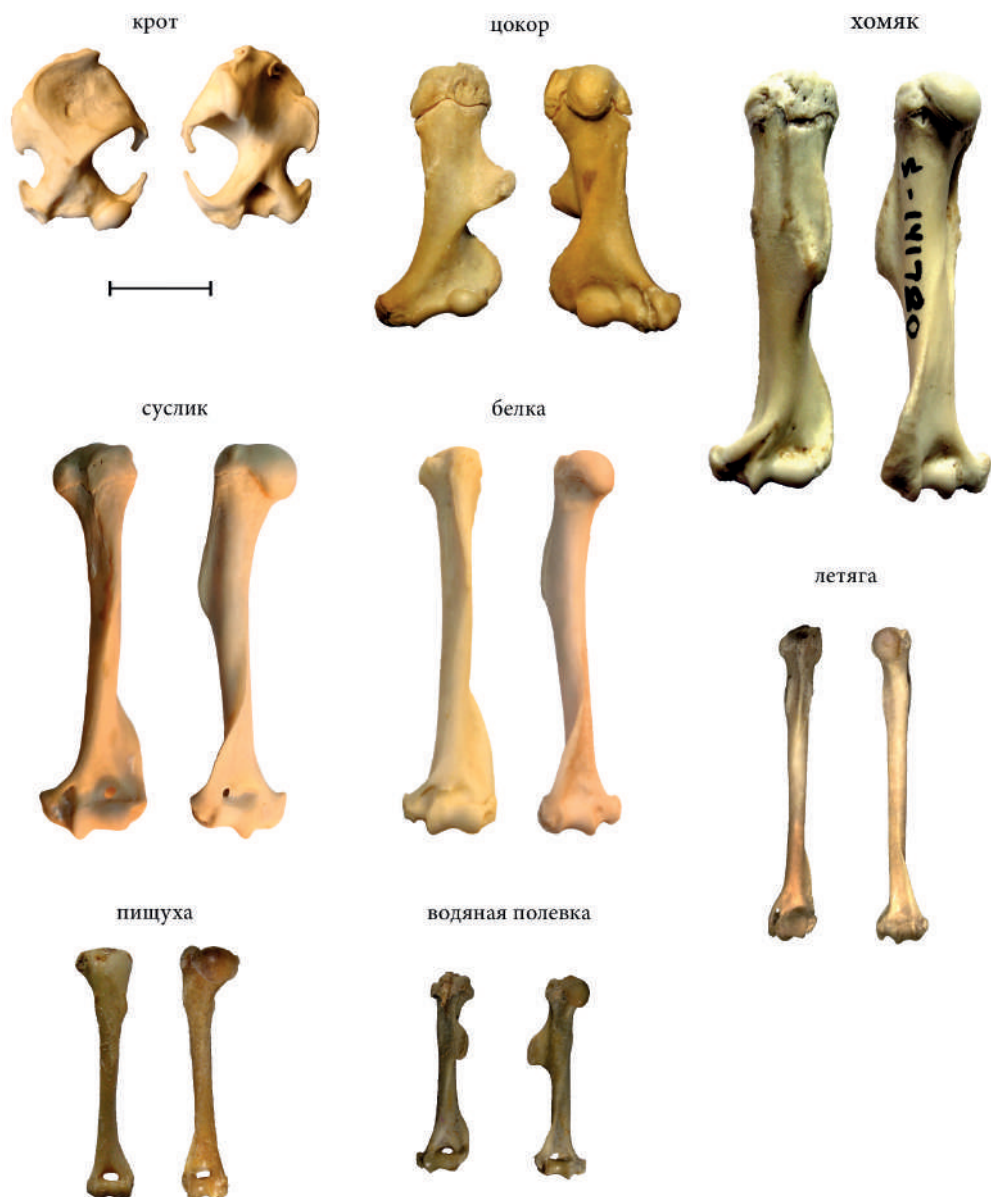 крот
цокор
хомяк
суслик
белка
летяга
пищуха
водяная полевка